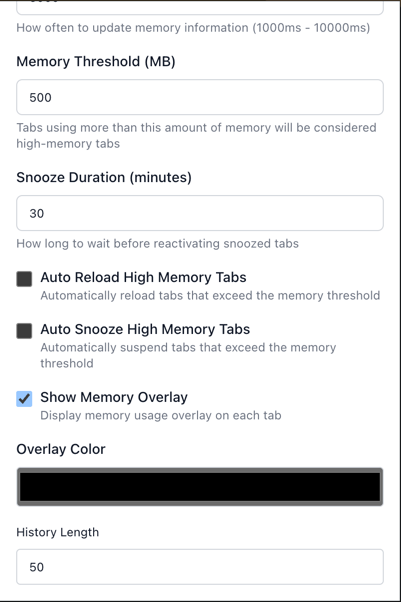 How often to update memory information (1000ms - 10000ms)
Memory Threshold (MB)
500
Tabs using more than this amount of memory will be considered
high-memory tabs
Snooze Duration (minutes)
30
How long to wait before reactivating snoozed tabs
Auto Reload High Memory Tabs
Automatically reload tabs that exceed the memory threshold
Auto Snooze High Memory Tabs
Automatically suspend tabs that exceed the memory
threshold
Show Memory Overlay
Display memory usage overlay on each tab
Overlay Color
History Length
50